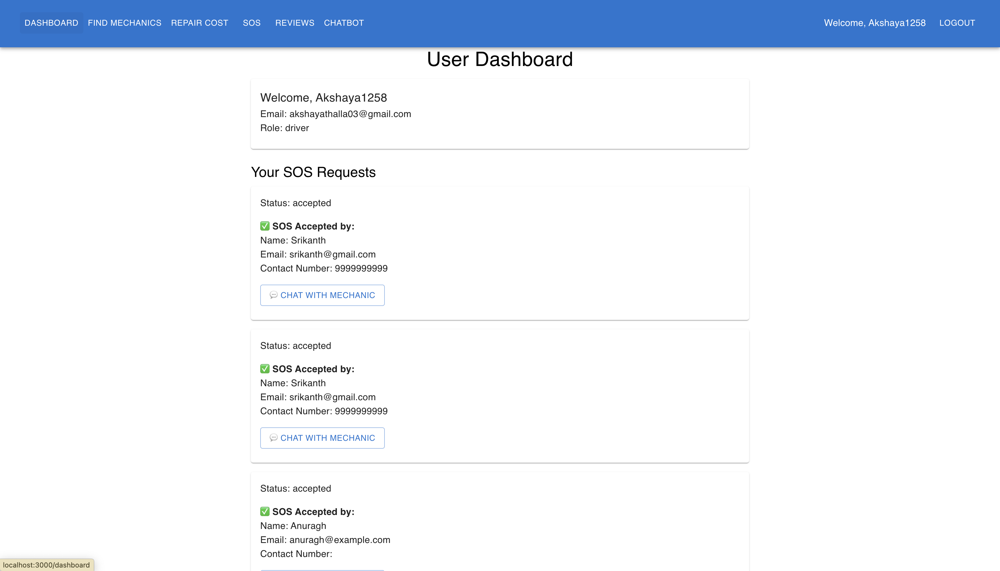 DASHBOARD FIND MECHANICS REPAIR COST SOS REVIEWS CHATBOT Welcome, Akshaya1258 LOGOUT
User Dashboard
Welcome, Akshaya1258
Email: akshayathalla03@gmail.com
Role: driver
Your SOS Requests
Status: accepted
✅ SOS Accepted by:
Name: Srikanth
Email: srikanth@gmail.com
Contact Number: 9999999999
💬 CHAT WITH MECHANIC
Status: accepted
✅ SOS Accepted by:
Name: Srikanth
Email: srikanth@gmail.com
Contact Number: 9999999999
💬 CHAT WITH MECHANIC
Status: accepted
✅ SOS Accepted by:
Name: Anuragh
Email: anuragh@example.com
Contact Number:
localhost:3000/dashboard